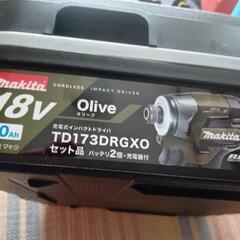 makita
CORDLESS IMPACT DRIVER
18V
Olive
オリーブ
充電式インパクトドライバ
TD173DRGXO
セット品 バッテリ2個・充電器付
makita